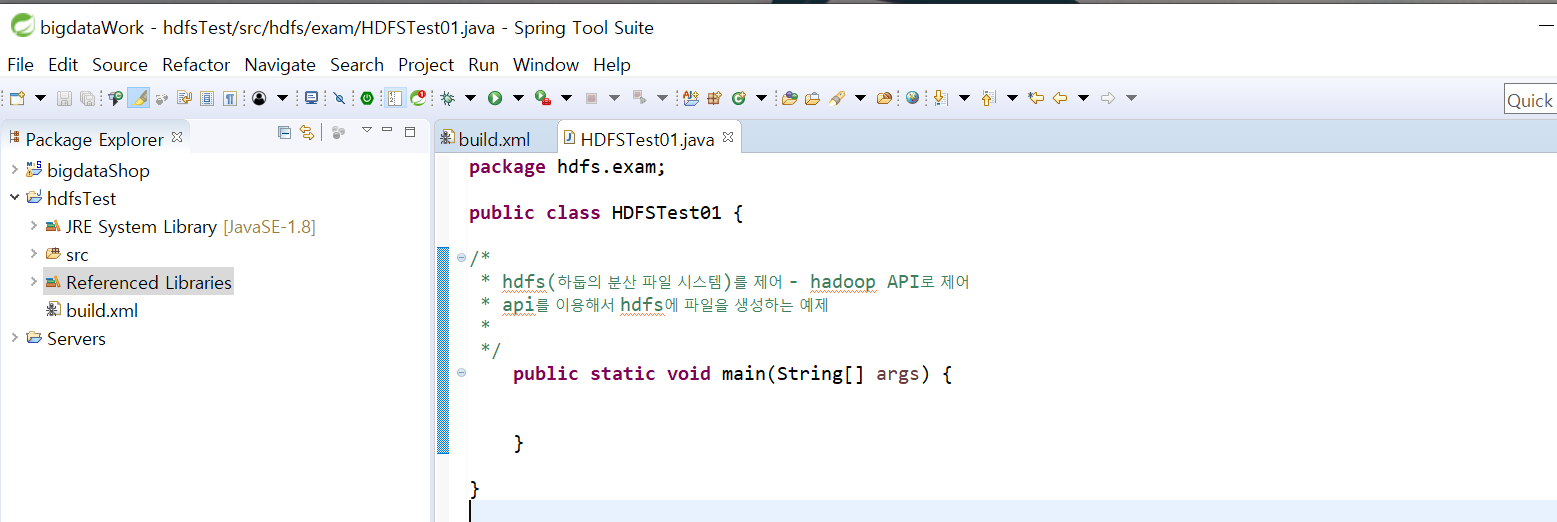 bigdataWork - hdfsTest/src/hdfs/exam/HDFSTest01.java - Spring Tool Suite
File Edit Source Refactor Navigate Search Project Run Window Help
Quick
Package Explorer
bigdataShop
hdfsTest
JRE System Library [JavaSE-1.8]
src
Referenced Libraries
build.xml
Servers
build.xml HDFSTest01.java
package hdfs.exam;
public class HDFSTest01 {
/*
* hdfs(하둡의 분산 파일 시스템)를 제어 - hadoop API로 제어
* api를 이용해서 hdfs에 파일을 생성하는 예제
*
*/
public static void main(String[] args) {
}
}